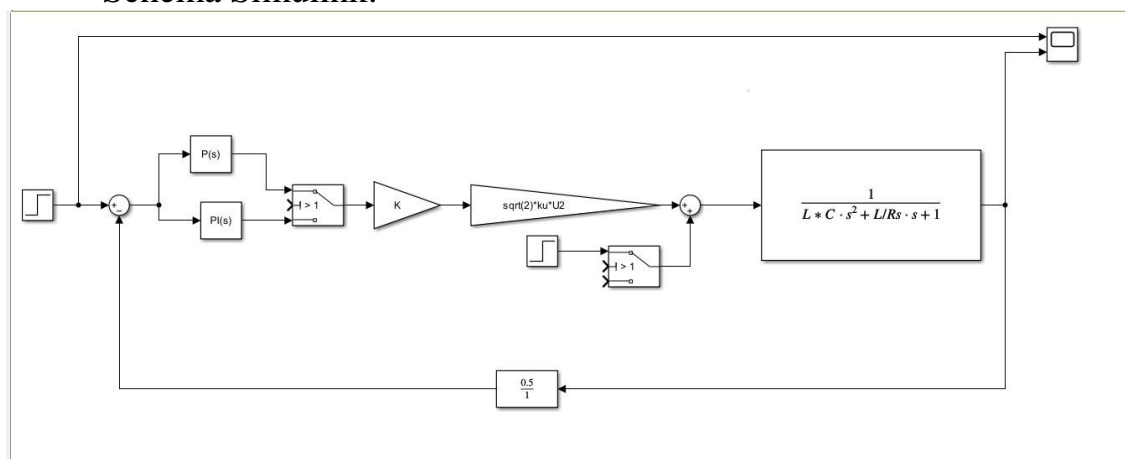 Schema Simulink:
P(s)
PI(s)
> 1
K
sqrt(2)*ku*U2
> 1
1
L * C · s² + L/Rs · s + 1
0.5
1